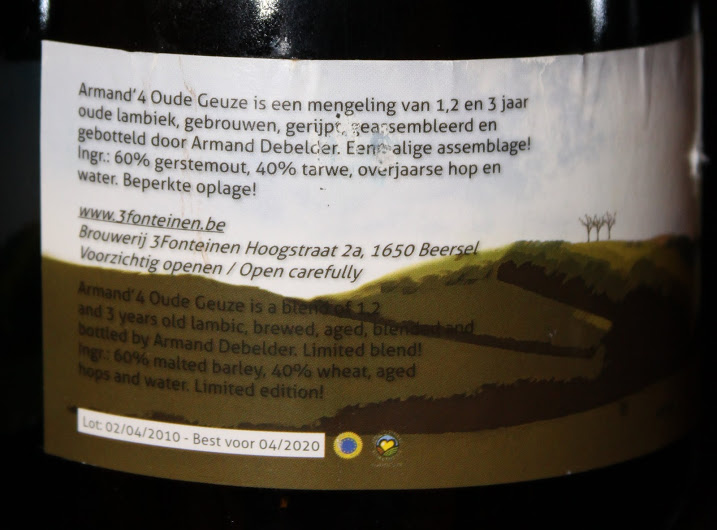 Armand'4 Oude Geuze is een mengeling van 1,2 en 3 jaar
oude lambiek, gebrouwen, gerijpt, geassembleerd en
gebotteld door Armand Debelder. Eenmalige assemblage!
Ingr.: 60% gerstemout, 40% tarwe, overjaarse hop en
water. Beperkte oplage!
www.3fonteinen.be
Brouwerij 3Fonteinen Hoogstraat 2a, 1650 Beersel
Voorzichtig openen / Open carefully
Armand'4 Oude Geuze is a blend of 1,2
and 3 years old lambic, brewed, aged, blended and
bottled by Armand Debelder. Limited blend!
Ingr.: 60% malted barley, 40% wheat, aged
hops and water. Limited edition!
Lot: 02/04/2010 - Best voor 04/2020